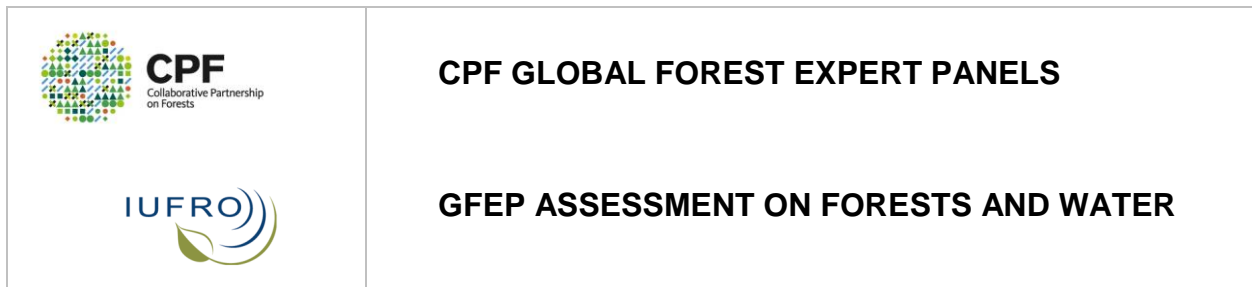 CPF
Collaborative Partnership
on Forests
CPF GLOBAL FOREST EXPERT PANELS
IUFRO
GFEP ASSESSMENT ON FORESTS AND WATER